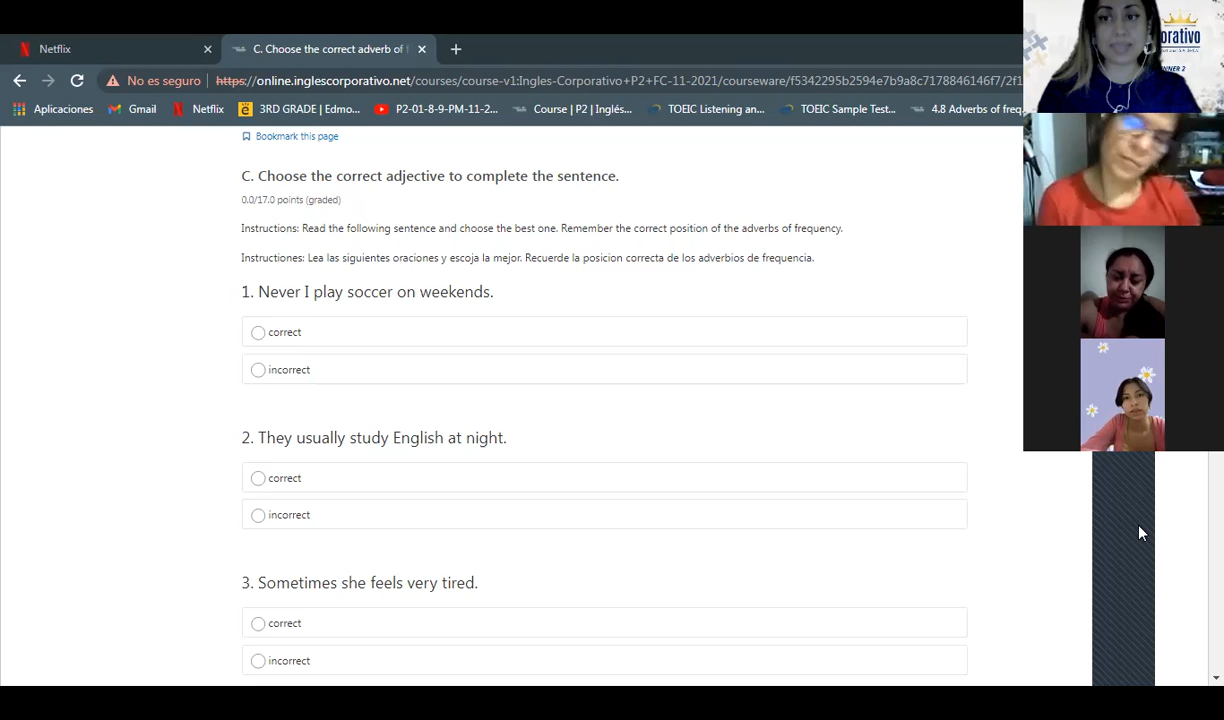 Netflix
C. Choose the correct adverb of
No es seguro
https://online.inglescorporativo.net/courses/course-v1:Ingles-Corporativo+P2+FC-11-2021/courseware/f5342295b2594e7b9a8c7178846146f7/2f1
Aplicaciones Gmail Netflix 3RD GRADE | Edmo... P2-01-8-9-PM-11-2... Course | P2 | Inglés... TOEIC Listening an... TOEIC Sample Test... 4.8 Adverbs of freq
orativo
NNER 2
Bookmark this page
C. Choose the correct adjective to complete the sentence.
0.0/17.0 points (graded)
Instructions: Read the following sentence and choose the best one. Remember the correct position of the adverbs of frequency.
Instructiones: Lea las siguientes oraciones y escoja la mejor. Recuerde la posicion correcta de los adverbios de frequencia.
1. Never I play soccer on weekends.
correct
incorrect
2. They usually study English at night.
correct
incorrect
3. Sometimes she feels very tired.
correct
incorrect